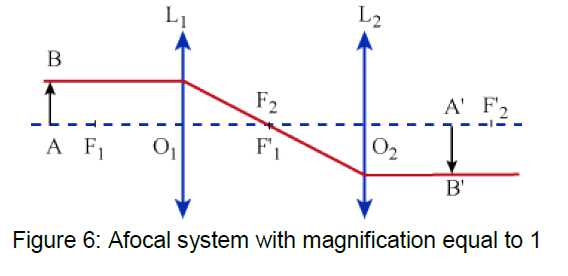 L1 L2
B
F2 A' F'2
A F1 O1 F'1 O2
B'
Figure 6: Afocal system with magnification equal to 1